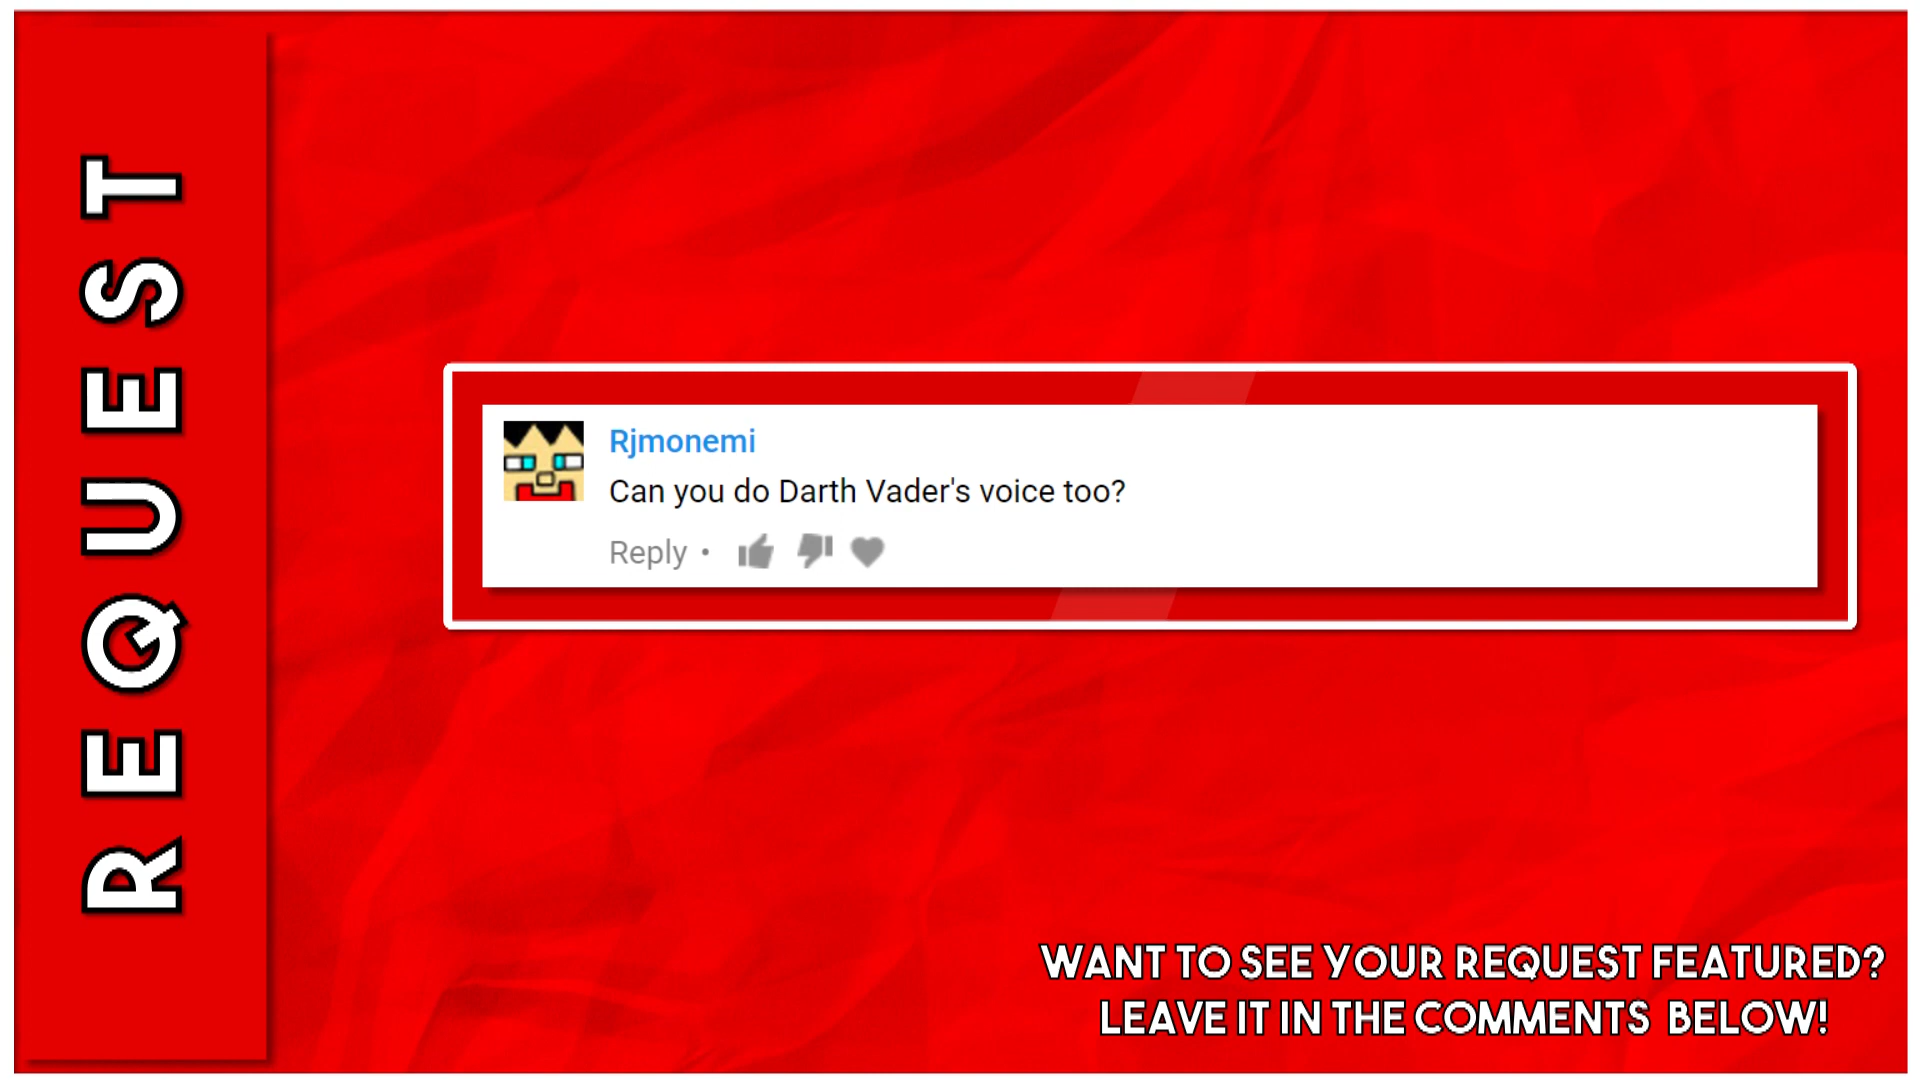 REQUEST
Rjmonemi
Can you do Darth Vader's voice too?
Reply •
WANT TO SEE YOUR REQUEST FEATURED?
LEAVE IT IN THE COMMENTS BELOW!